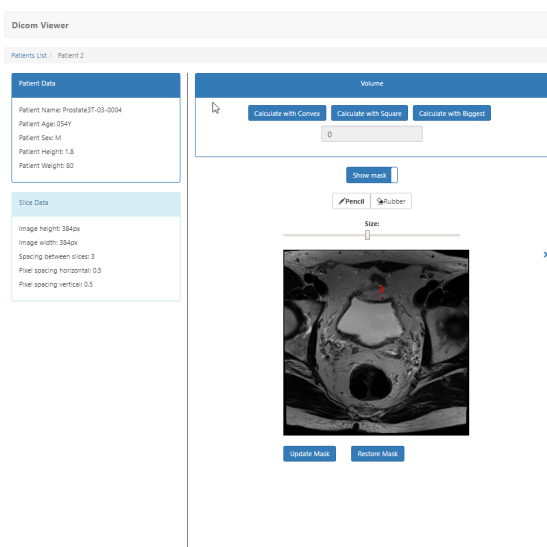 Dicom Viewer
Patients List / Patient 2
Patient Data
Patient Name: Prostate3T-03-0004
Patient Age: 054Y
Patient Sex: M
Patient Height: 1.8
Patient Weight: 80
Slice Data
Image height: 384px
Image width: 384px
Spacing between slices: 3
Pixel spacing horizontal: 0.5
Pixel spacing vertical: 0.5
Volume
Calculate with Convex Calculate with Square Calculate with Biggest
0
Show mask
Pencil Rubber
Size:
Update Mask Restore Mask